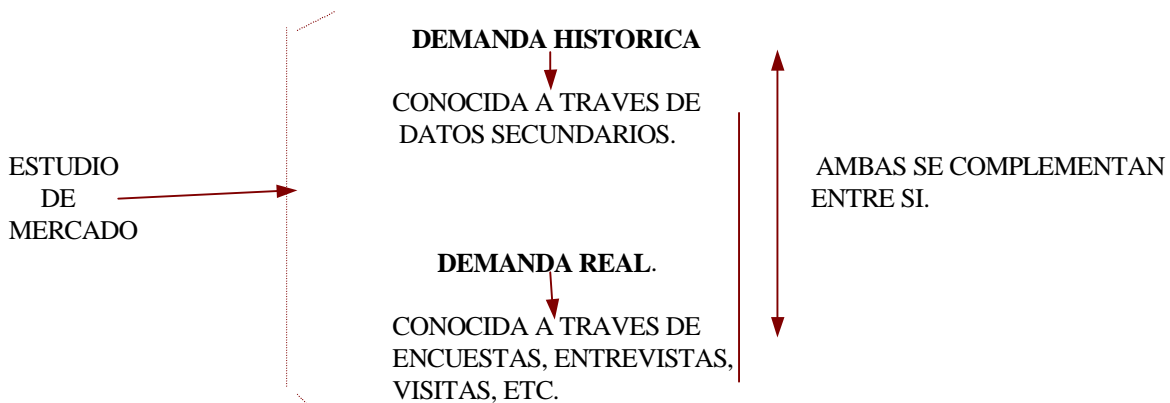 ESTUDIO
DE
MERCADO
DEMANDA HISTORICA
CONOCIDA A TRAVES DE
DATOS SECUNDARIOS.
DEMANDA REAL.
CONOCIDA A TRAVES DE
ENCUESTAS, ENTREVISTAS,
VISITAS, ETC.
AMBAS SE COMPLEMENTAN
ENTRE SI.